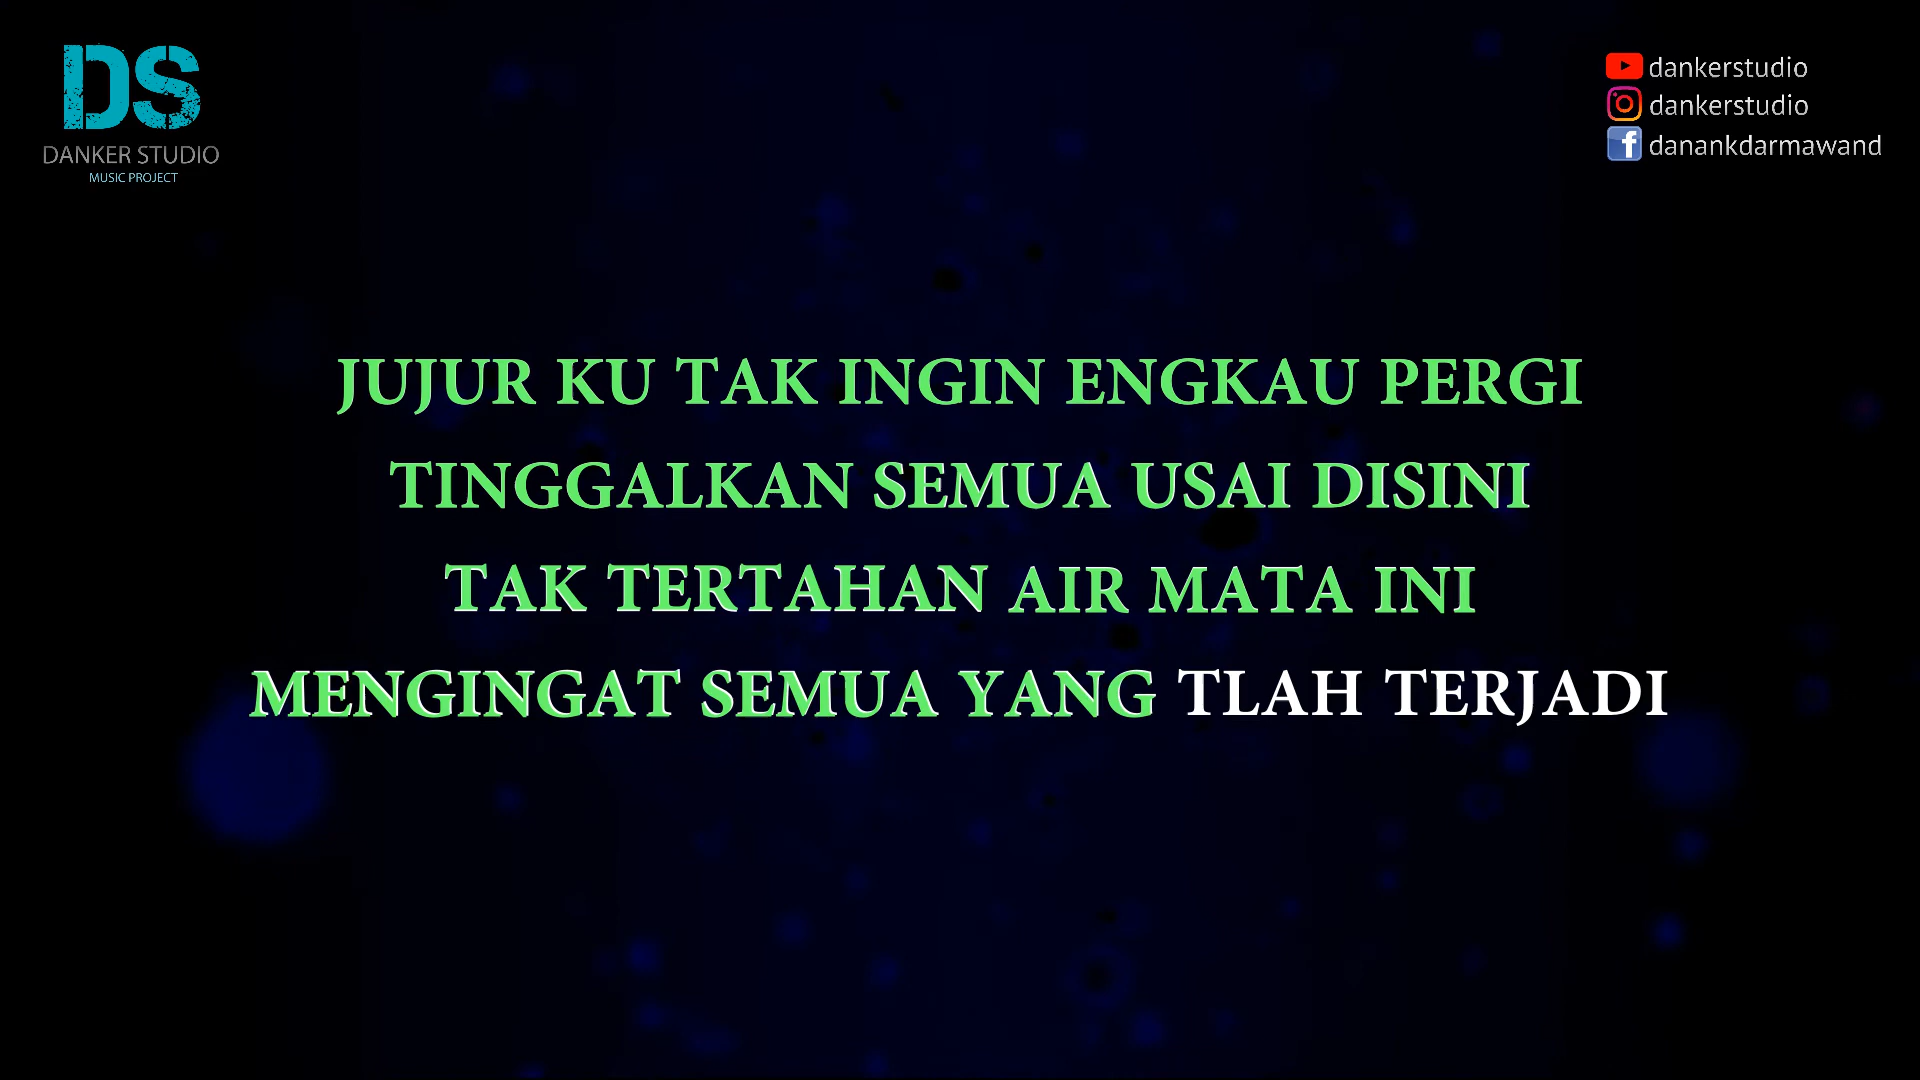 DS
DANKER STUDIO
MUSIC PROJECT
dankerstudio
dankerstudio
danankdarmawand
JUJUR KU TAK INGIN ENGKAU PERGI
TINGGALKAN SEMUA USAI DISINI
TAK TERTAHAN AIR MATA INI
MENGINGAT SEMUA YANG TLAH TERJADI